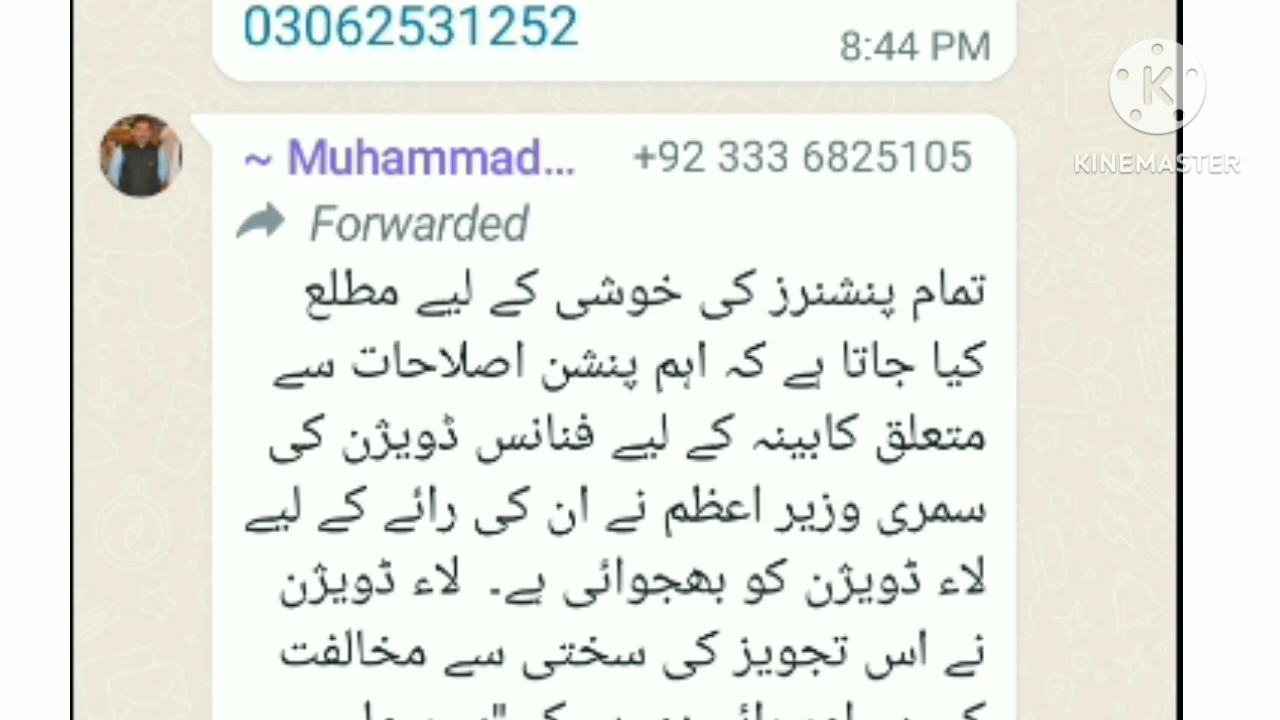 03062531252
8:44 PM
KINEMASTER
~ Muhammad... +92 333 6825105
Forwarded
تمام پنشنرز کی خوشی کے لیے مطلع
کیا جاتا ہے کہ اہم پنشن اصلاحات سے
متعلق کابینہ کے لیے فنانس ڈویژن کی
سمری وزیر اعظم نے ان کی رائے کے لیے
لاء ڈویژن کو بھجوائی ہے۔ لاء ڈویژن
نے اس تجویز کی سختی سے مخالفت